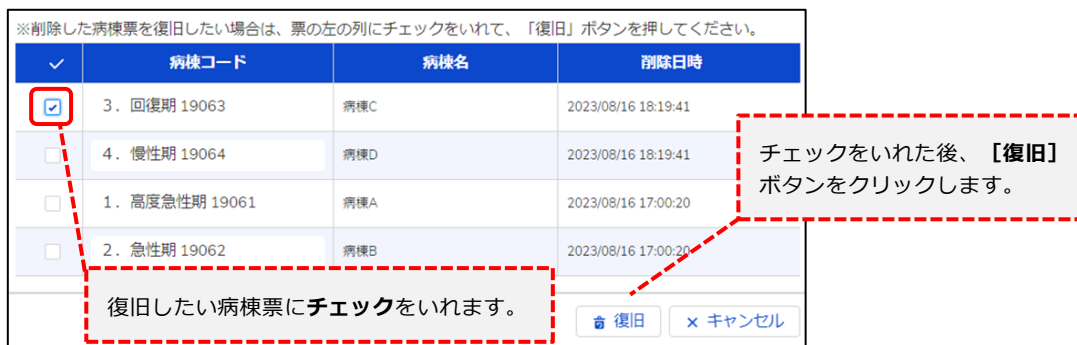 ※削除した病棟票を復旧したい場合は、票の左の列にチェックをいれて、「復旧」ボタンを押してください。
病棟コード 病棟名 削除日時
3．回復期 19063 病棟C 2023/08/16 18:19:41
4．慢性期 19064 病棟D 2023/08/16 18:19:41
1．高度急性期 19061 病棟A 2023/08/16 17:00:20
2．急性期 19062 病棟B 2023/08/16 17:00:20
チェックをいれた後、［復旧］
ボタンをクリックします。
復旧したい病棟票にチェックをいれます。
復旧 × キャンセル